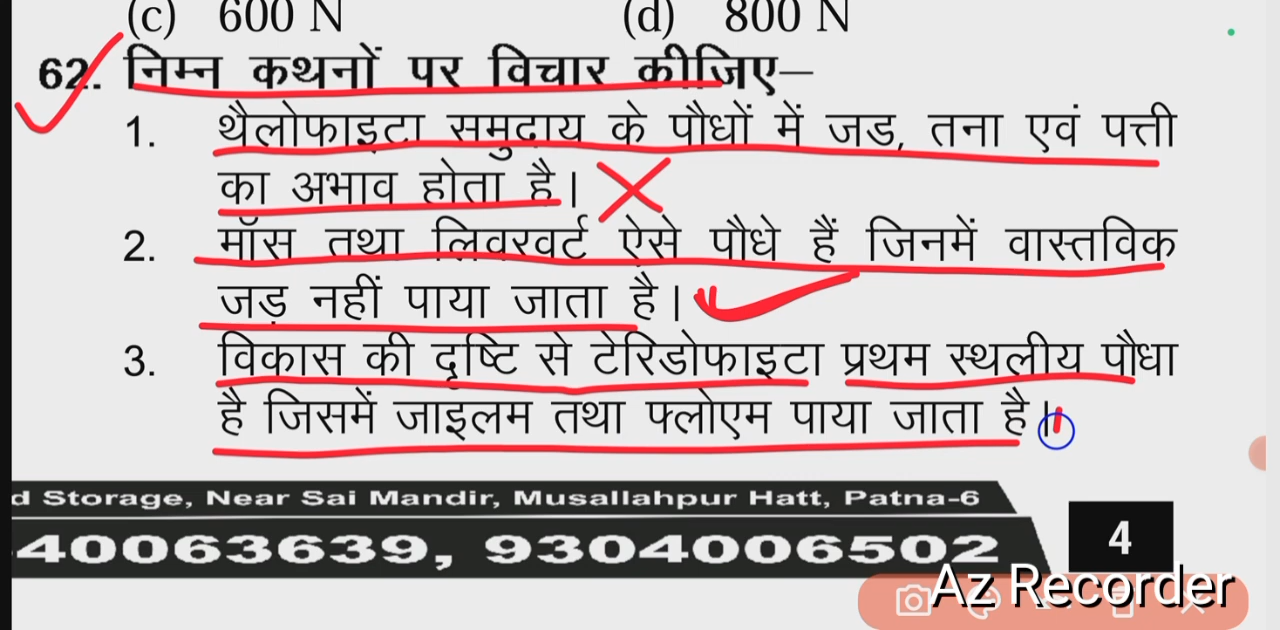 (c) 600 N (d) 800 N
62. निम्न कथनों पर विचार कीजिए–
1. थैलोफाइटा समुदाय के पौधों में जड, तना एवं पत्ती
का अभाव होता है।
2. मॉस तथा लिवरवर्ट ऐसे पौधे हैं जिनमें वास्तविक
जड़ नहीं पाया जाता है।
3. विकास की दृष्टि से टेरिडोफाइटा प्रथम स्थलीय पौधा
है जिसमें जाइलम तथा फ्लोएम पाया जाता है।
d Storage, Near Sai Mandir, Musallahpur Hatt, Patna-6
40063639, 9304006502
4
Az Recorder